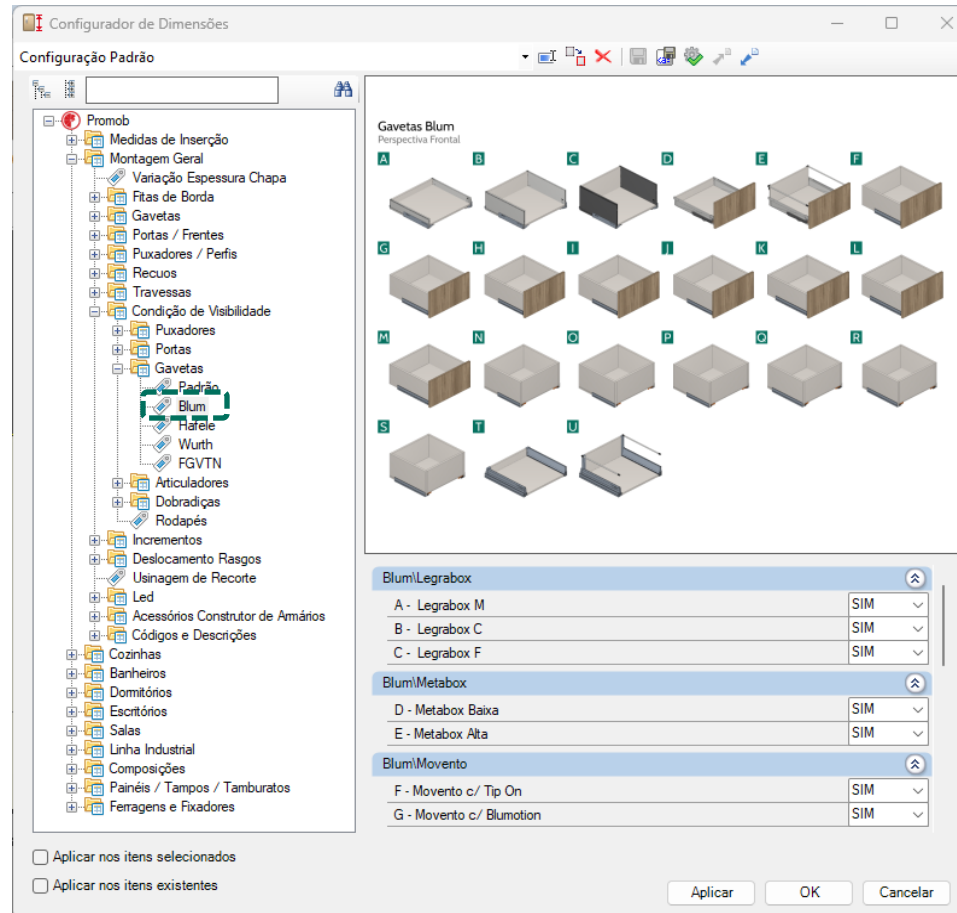 Configurador de Dimensões
Configuração Padrão
Promob
Medidas de Inserção
Montagem Geral
Variação Espessura Chapa
Fitas de Borda
Gavetas
Portas / Frentes
Puxadores / Perfis
Recuos
Travessas
Condição de Visibilidade
Puxadores
Portas
Gavetas
Padrão
Blum
Hafele
Wurth
FGVTN
Articuladores
Dobradiças
Rodapés
Incrementos
Deslocamento Rasgos
Usinagem de Recorte
Led
Acessórios Construtor de Armários
Códigos e Descrições
Cozinhas
Banheiros
Dormitórios
Escritórios
Salas
Linha Industrial
Composições
Painéis / Tampos / Tamburatos
Ferragens e Fixadores
Gavetas Blum
Perspectiva Frontal
A B C D E F
G H I J K L
M N O P Q R
S T U
Blum\Legrabox
A - Legrabox M SIM
B - Legrabox C SIM
C - Legrabox F SIM
Blum\Metabox
D - Metabox Baixa SIM
E - Metabox Alta SIM
Blum\Movento
F - Movento c/ Tip On SIM
G - Movento c/ Blumotion SIM
Aplicar nos itens selecionados
Aplicar nos itens existentes
Aplicar OK Cancelar